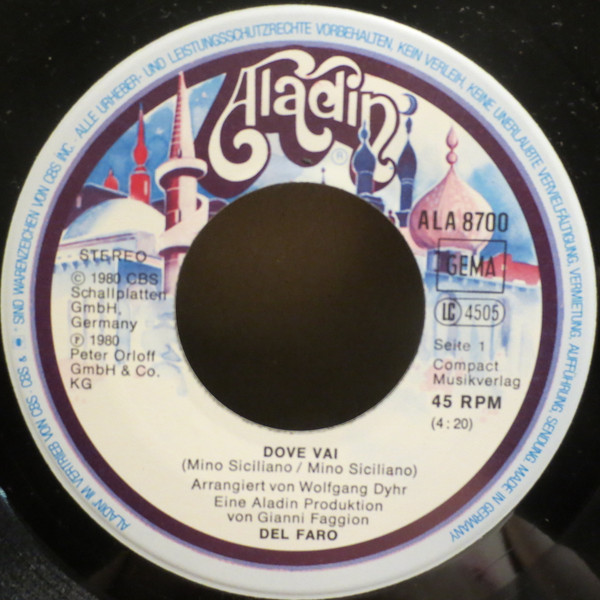 ALLE URHEBER- UND LEISTUNGSSCHUTZRECHTE VORBEHALTEN. KEIN VERLEIH, KEINE UNERLAUBTE VERVIELFÄLTIGUNG, VERMIETUNG, AUFFÜHRUNG, SENDUNG. MADE IN GERMANY
"ALADIN" IM VERTRIEB VON CBS. CBS & SIND WARENZEICHEN VON CBS INC.
Aladin
®
ALA 8700
STEREO
GEMA
© 1980 CBS
Schallplatten
GmbH,
Germany
LC 4505
℗ 1980
Peter Orloff
GmbH & Co.
KG
Seite 1
Compact
Musikverlag
45 RPM
(4:20)
DOVE VAI
(Mino Siciliano / Mino Siciliano)
Arrangiert von Wolfgang Dyhr
Eine Aladin Produktion
von Gianni Faggion
DEL FARO